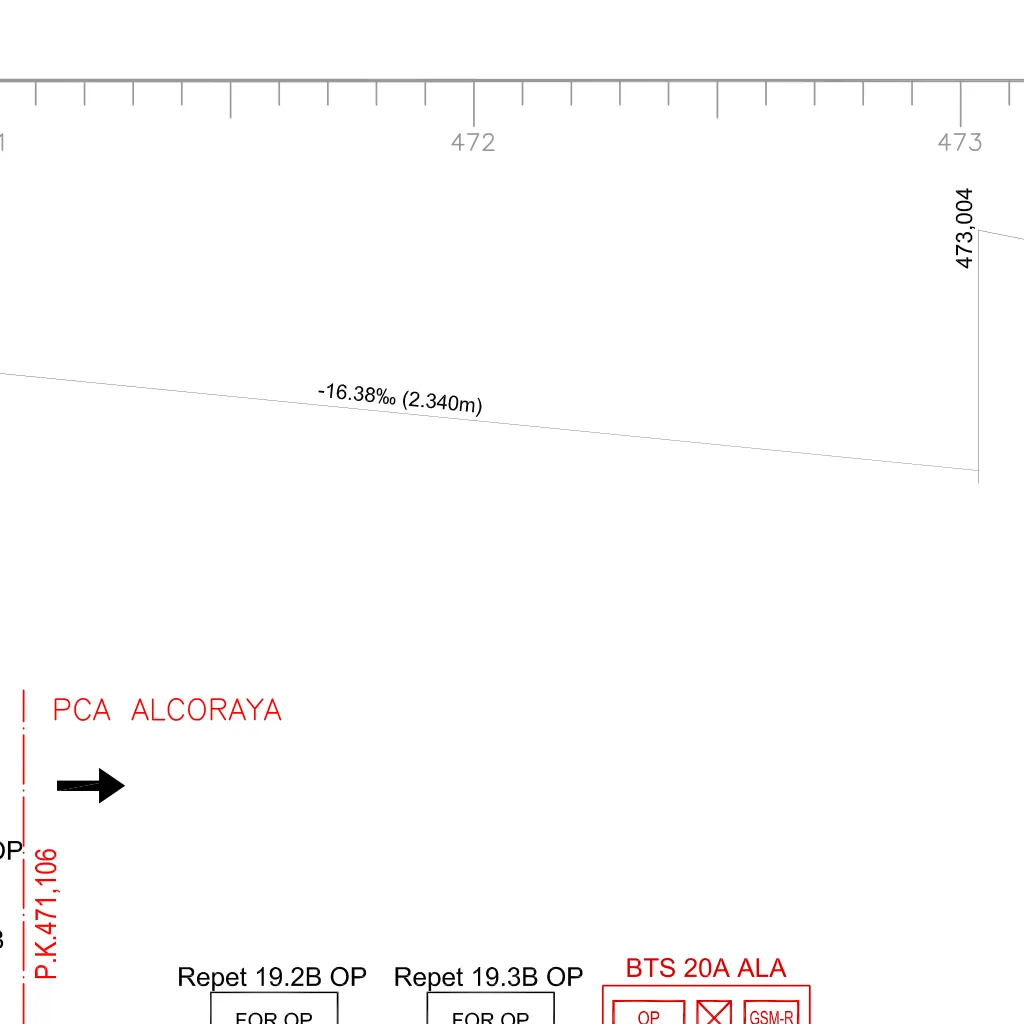 1
472
473
473,004
-16.38‰ (2.340m)
PCA ALCORAYA
OP
P.K.471,106
Repet 19.2B OP
Repet 19.3B OP
BTS 20A ALA
FOR OP
FOR OP
OP
GSM-R